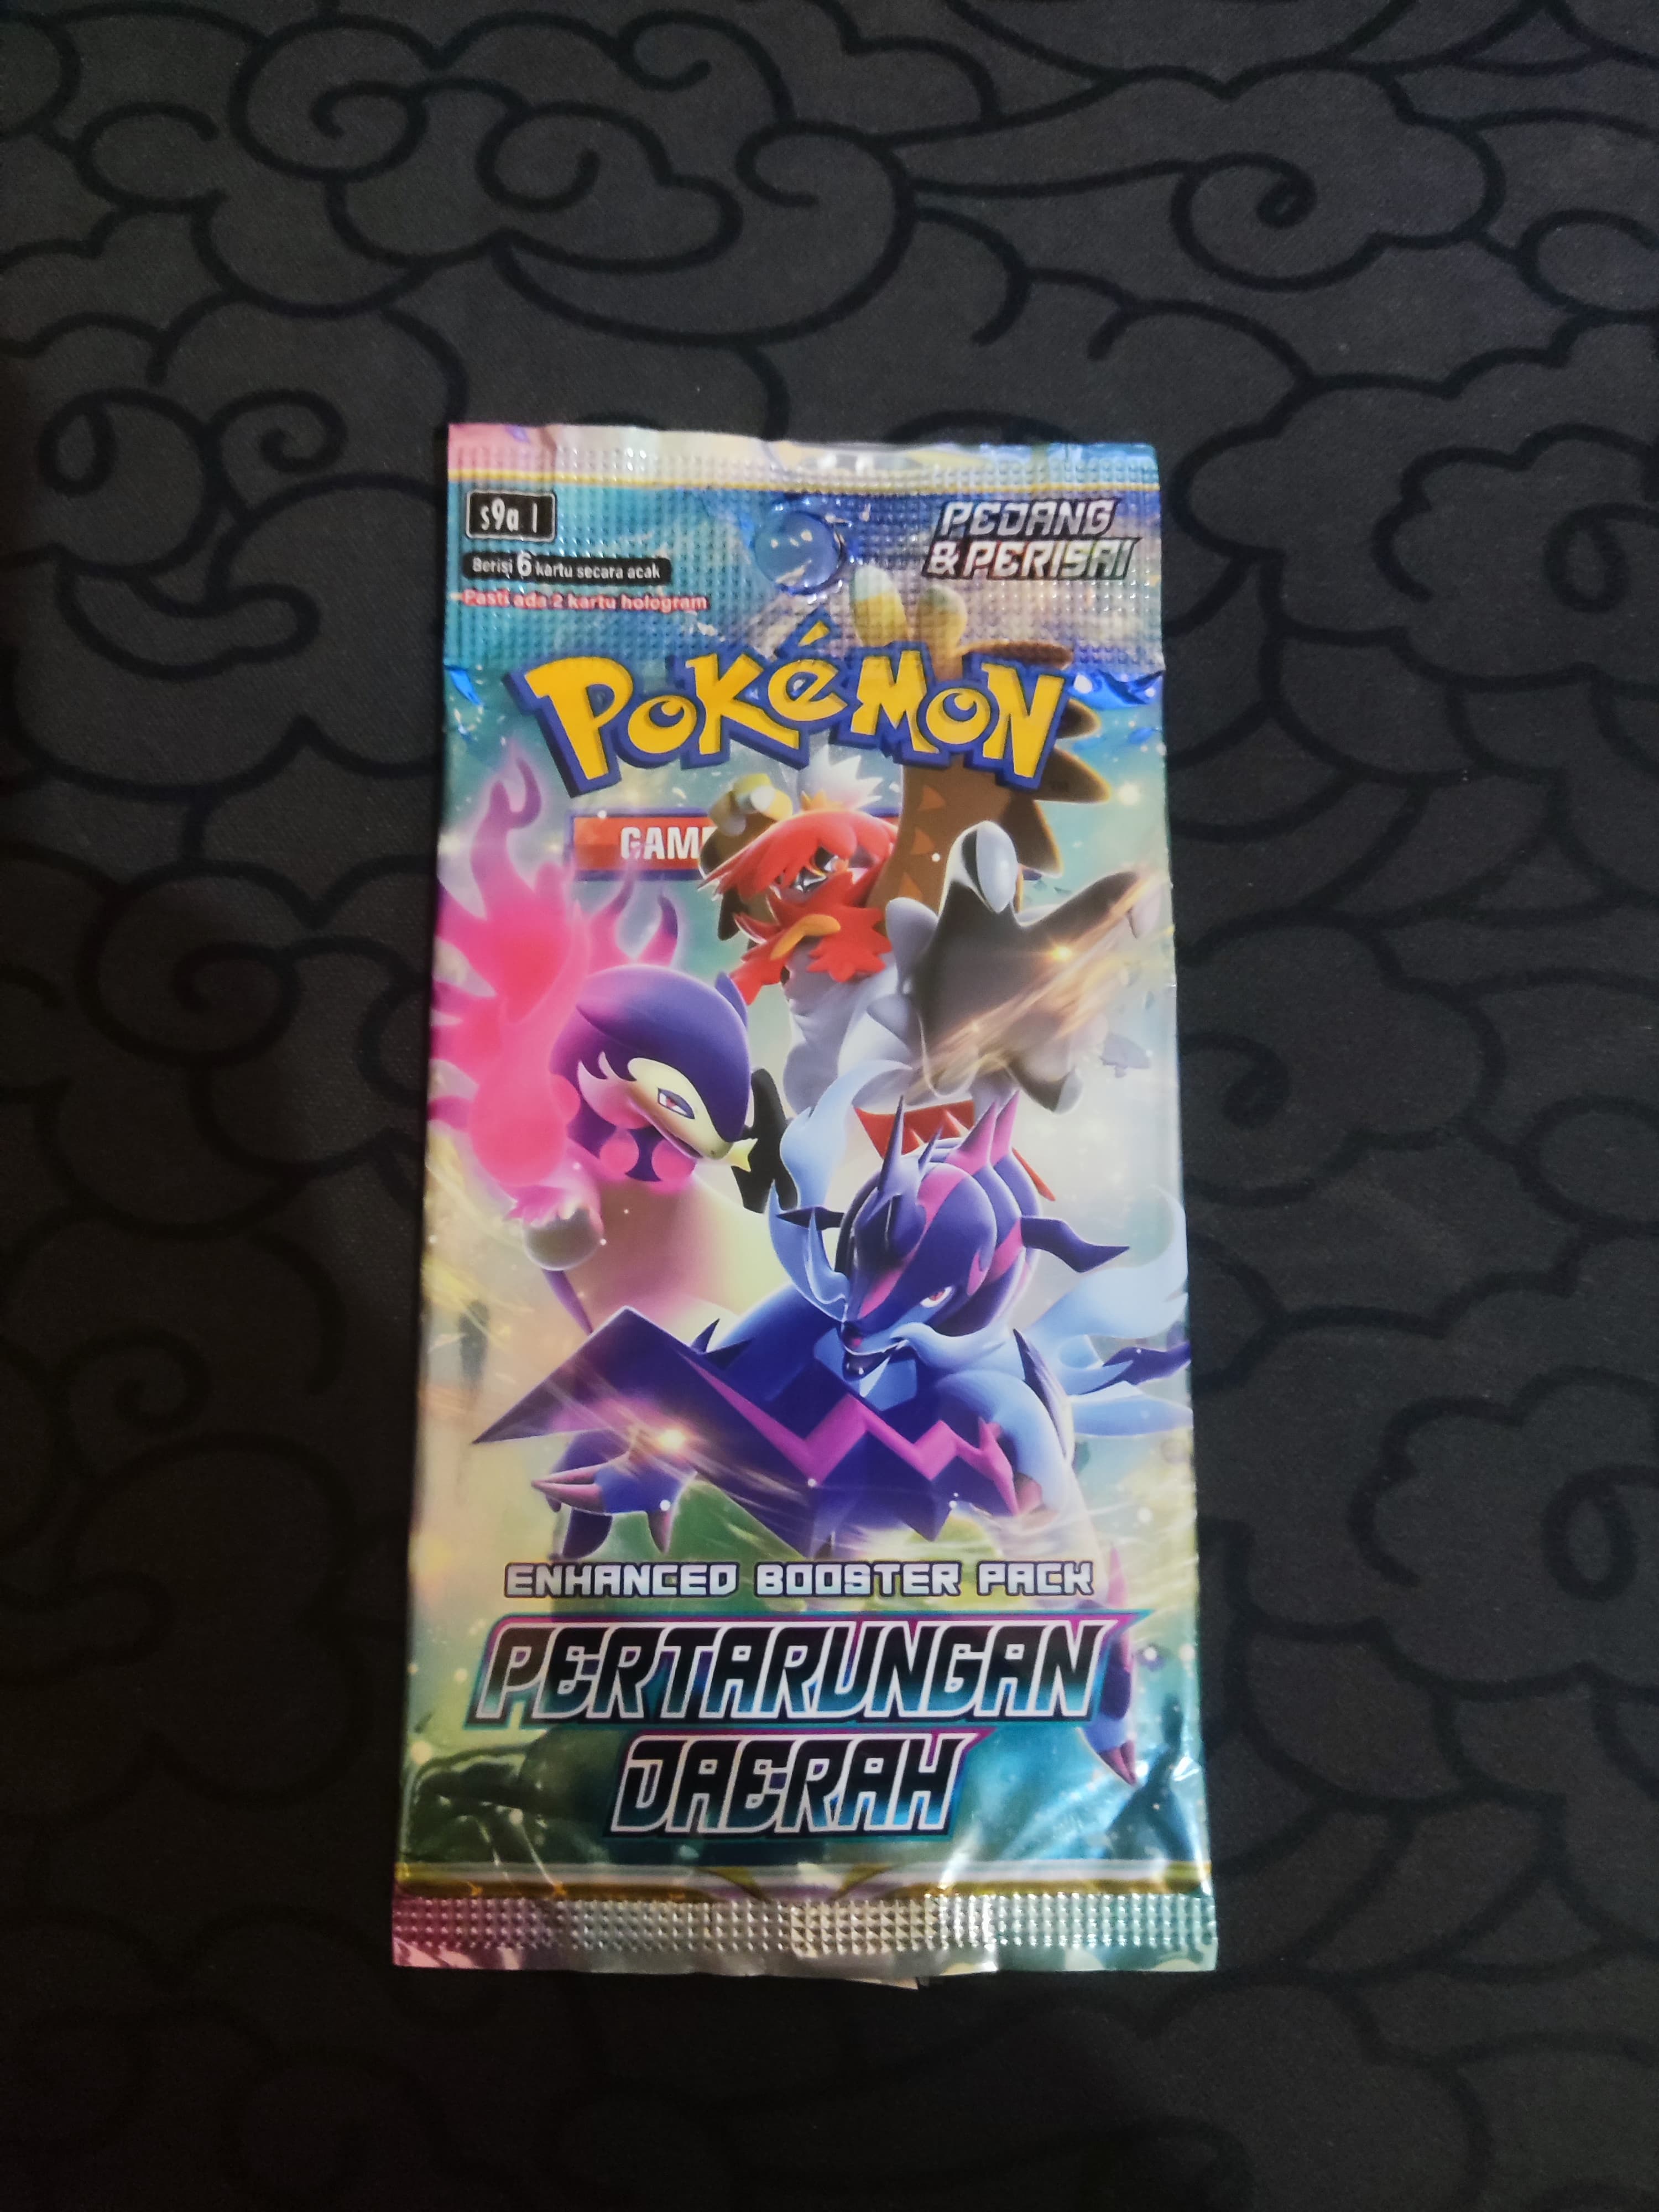 s9a I
PEDANG
& PERISAI
Berisi 6 kartu secara acak
Pasti ada 2 kartu hologram
POKéMON
GAM
ENHANCED BOOSTER PACK
PERTARUNGAN
DAERAH